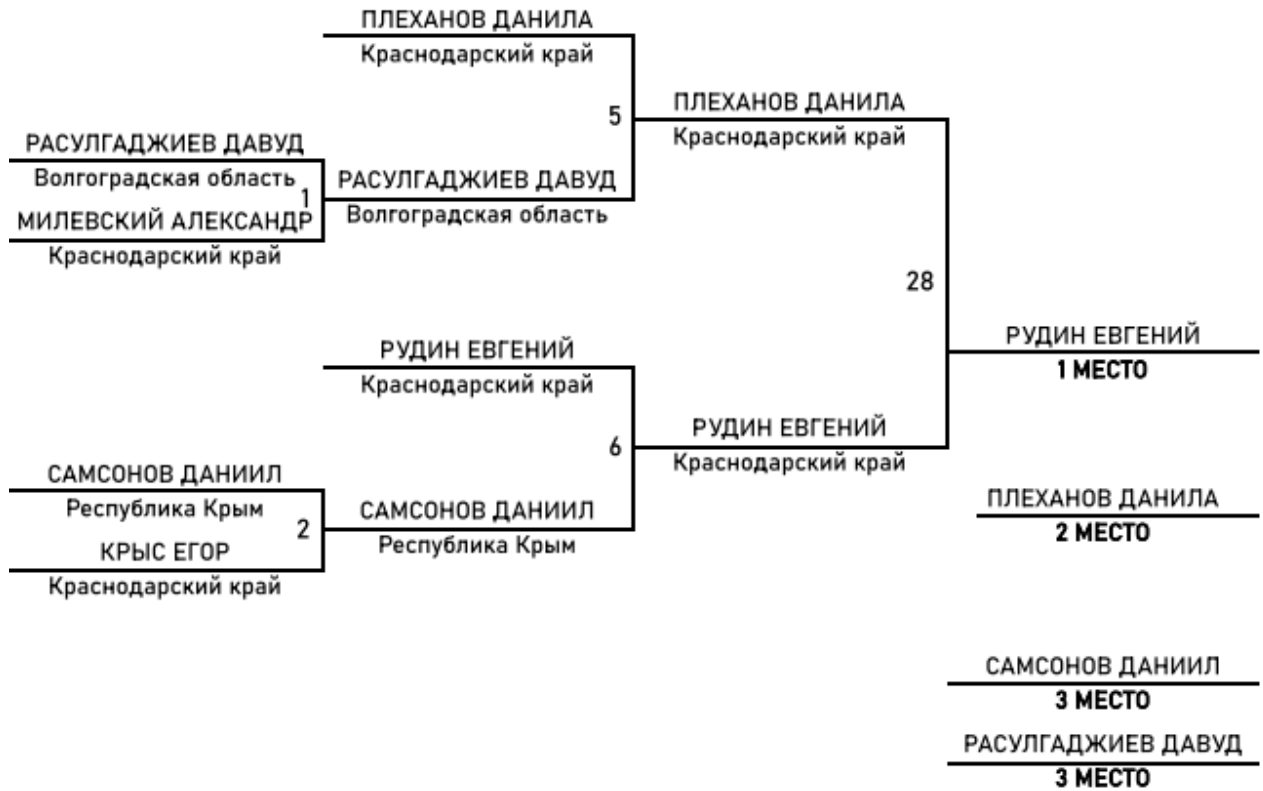 ПЛЕХАНОВ ДАНИЛА
Краснодарский край
5
ПЛЕХАНОВ ДАНИЛА
Краснодарский край
РАСУЛГАДЖИЕВ ДАВУД
Волгоградская область
1
МИЛЕВСКИЙ АЛЕКСАНДР
Краснодарский край
РАСУЛГАДЖИЕВ ДАВУД
Волгоградская область
28
РУДИН ЕВГЕНИЙ
1 МЕСТО
РУДИН ЕВГЕНИЙ
Краснодарский край
6
РУДИН ЕВГЕНИЙ
Краснодарский край
САМСОНОВ ДАНИИЛ
Республика Крым
2
КРЫС ЕГОР
Краснодарский край
САМСОНОВ ДАНИИЛ
Республика Крым
ПЛЕХАНОВ ДАНИЛА
2 МЕСТО
САМСОНОВ ДАНИИЛ
3 МЕСТО
РАСУЛГАДЖИЕВ ДАВУД
3 МЕСТО